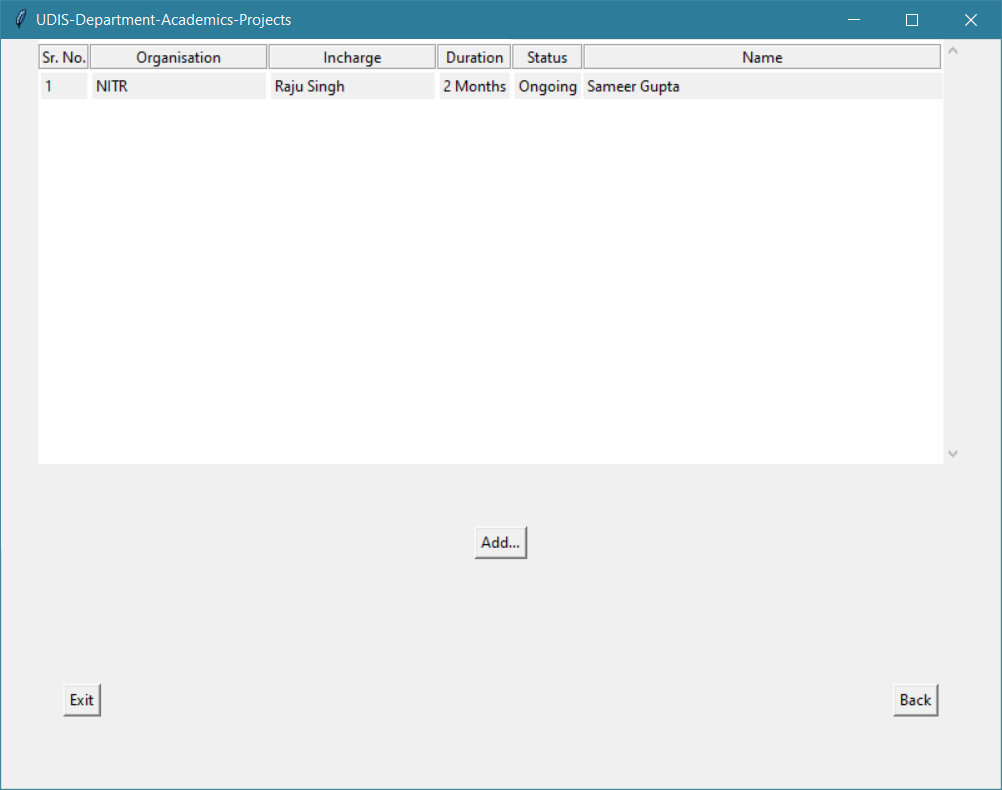 UDIS-Department-Academics-Projects
Sr. No. Organisation Incharge Duration Status Name
1 NITR Raju Singh 2 Months Ongoing Sameer Gupta
Add...
Exit Back